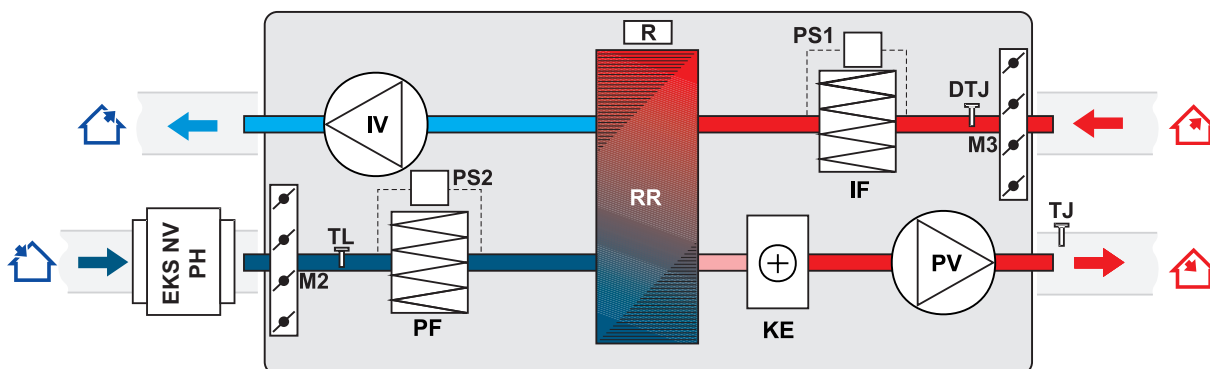 R
PS1
DTJ
IV
M3
PS2
IF
RR
TJ
EKS NV
PH
TL
M2
PV
PF
KE